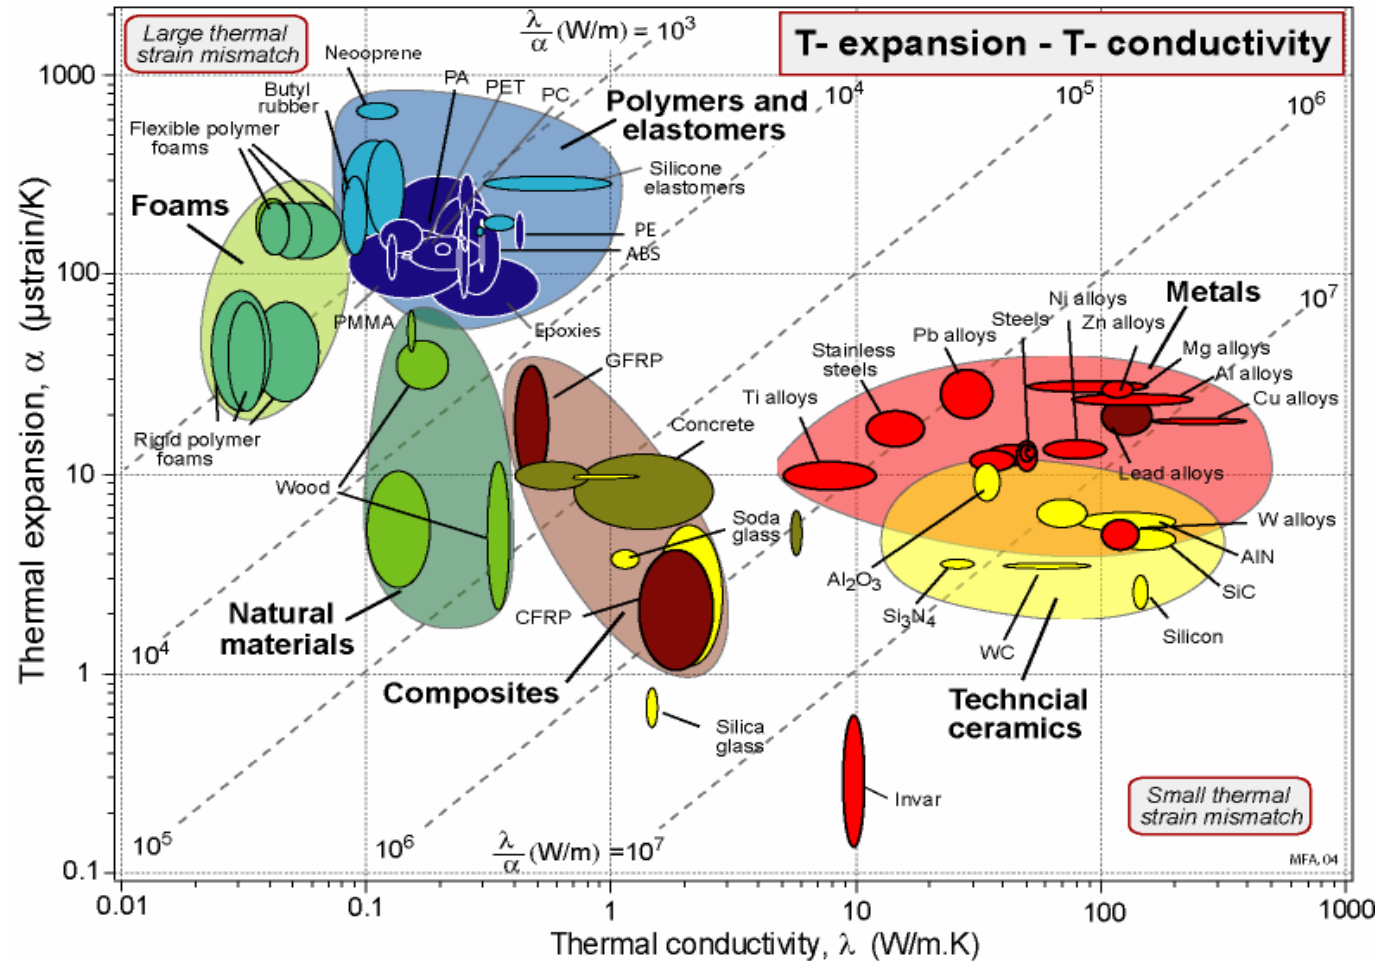 Large thermal
strain mismatch
λ/α (W/m) = 10³
T- expansion - T- conductivity
Neooprene
PA
PET
PC
Butyl
rubber
Polymers and
elastomers
10⁴
10⁵
10⁶
Flexible polymer
foams
Silicone
elastomers
Foams
PE
ABS
10⁷
Metals
Ni alloys
Zn alloys
Steels
Mg alloys
Al alloys
Cu alloys
Pb alloys
Stainless
steels
Ti alloys
Lead alloys
PMMA
Epoxies
GFRP
Concrete
Rigid polymer
foams
Wood
Soda
glass
W alloys
AlN
SiC
Al₂O₃
Si₃N₄
WC
Silicon
CFRP
Natural
materials
Composites
Techncial
ceramics
Silica
glass
Invar
Small thermal
strain mismatch
MFA, 04
10⁴
10⁵
10⁶
λ/α (W/m) = 10⁷
Thermal expansion, α (µstrain/K)
1000
100
10
1
0.1
0.01
0.1
1
10
100
1000
Thermal conductivity, λ (W/m.K)